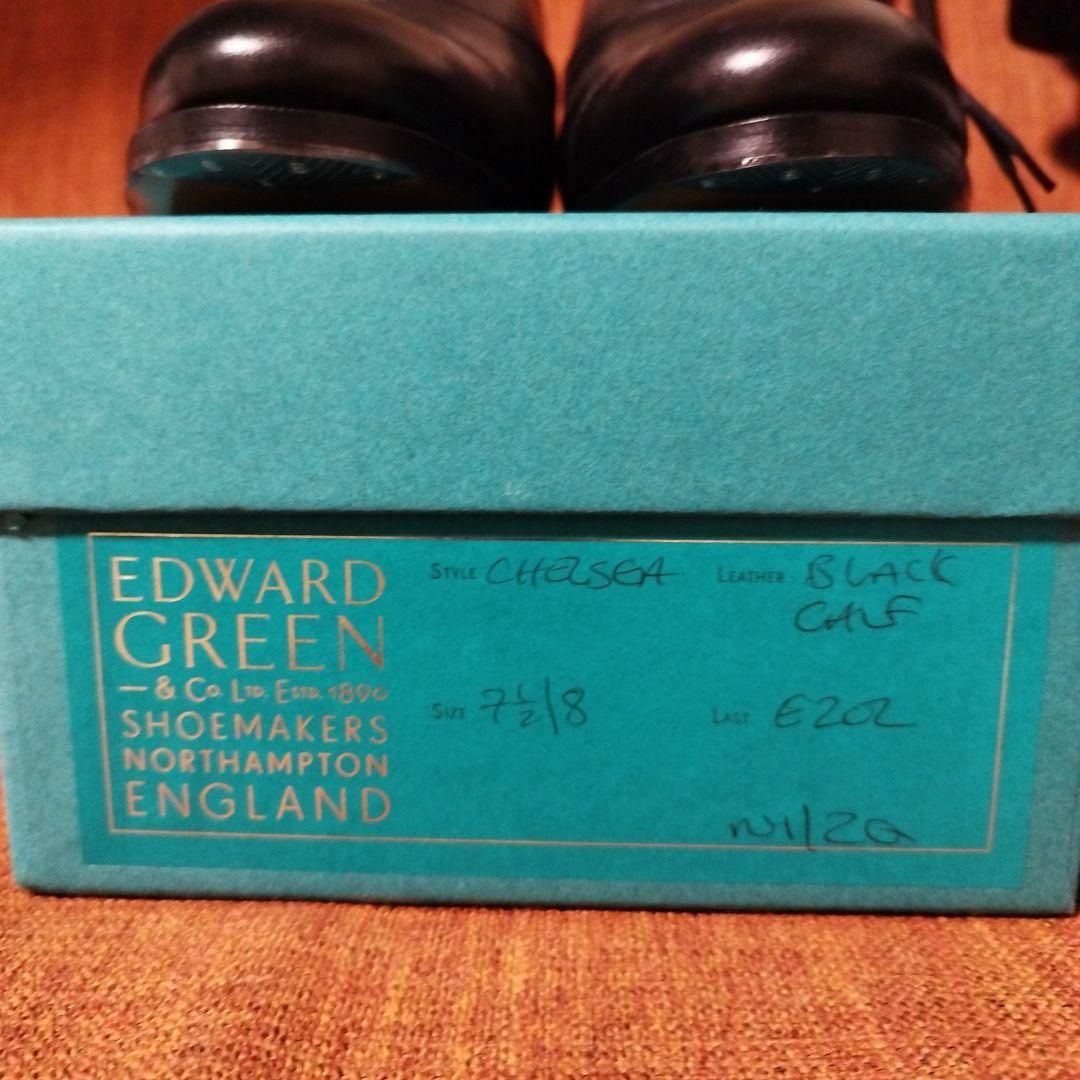 EDWARD
GREEN
— & Co. LTD. ESTD. 1890
SHOEMAKERS
NORTHAMPTON
ENGLAND
STYLE CHELSEA
LEATHER BLACK
CALF
SIZE 7½/8
LAST E202